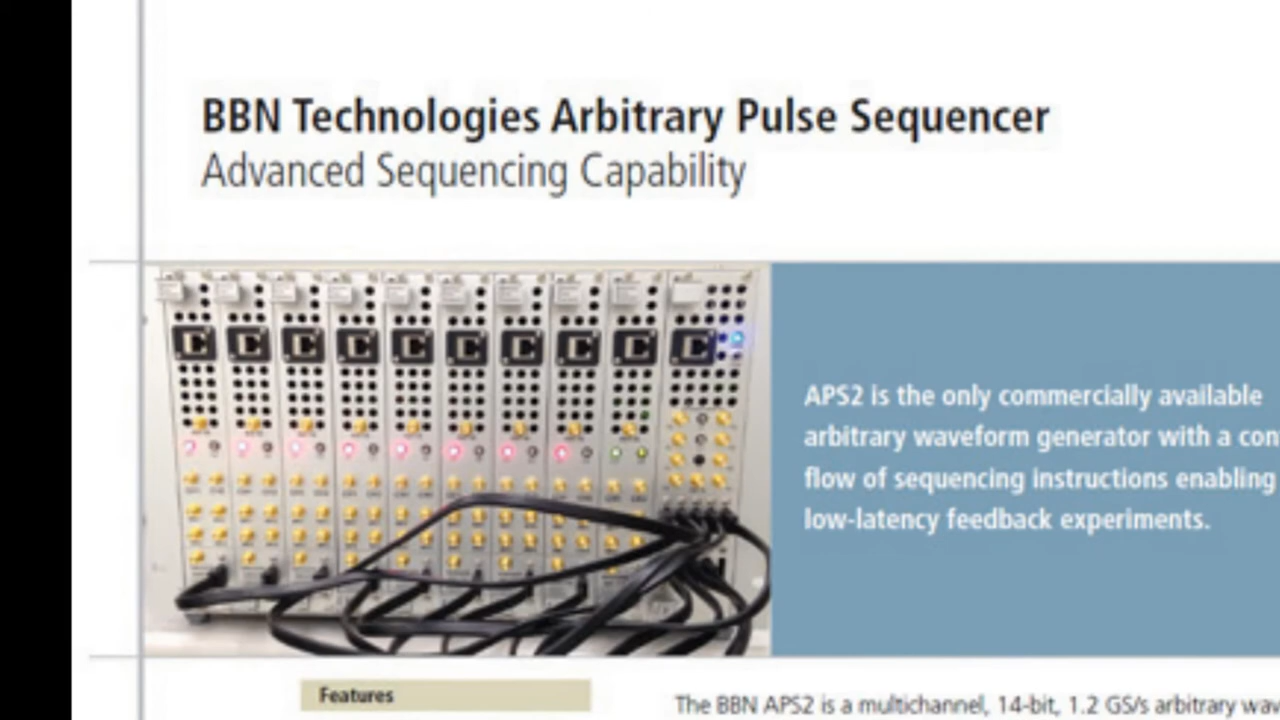 BBN Technologies Arbitrary Pulse Sequencer
Advanced Sequencing Capability
APS2 is the only commercially available
arbitrary waveform generator with a con
flow of sequencing instructions enabling
low-latency feedback experiments.
Features
The BBN APS2 is a multichannel, 14-bit, 1.2 GS/s arbitrary wav